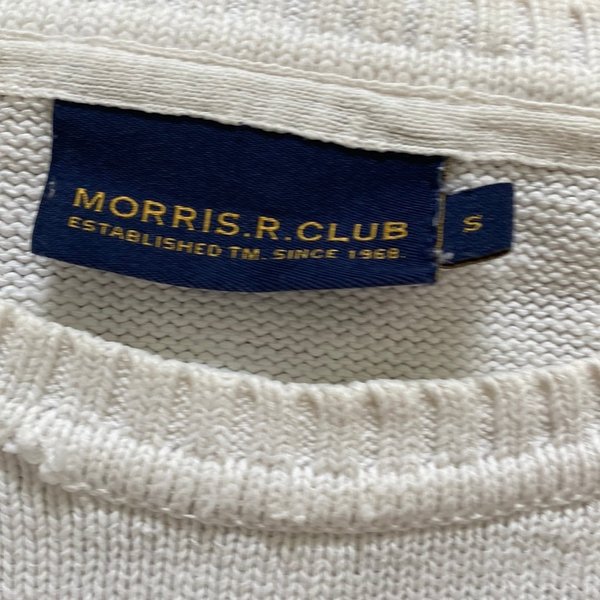 MORRIS.R.CLUB
ESTABLISHED TM. SINCE 1968.
S